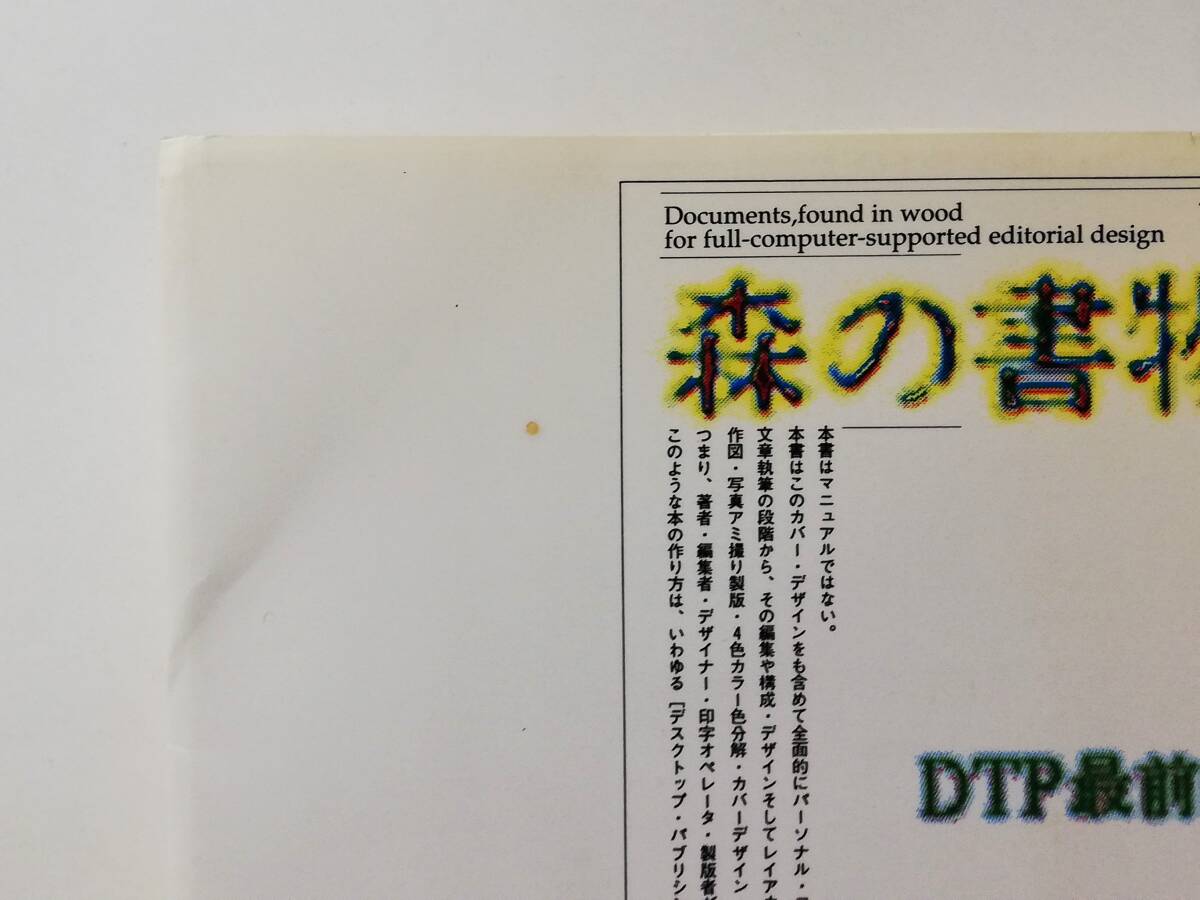 Documents,found in wood
for full-computer-supported editorial design
森の書物
本書はマニュアルではない。
本書はこのカバー・デザインをも含めて全面的にパーソナル・
文章執筆の段階から、その編集や構成・デザインそしてレイア
作図・写真アミ撮り製版・4色カラー色分解・カバーデザイン
つまり、著者・編集者・デザイナー・印字オペレータ・製版者
このような本の作り方は、いわゆる［デスクトップ・パブリシ
DTP最前